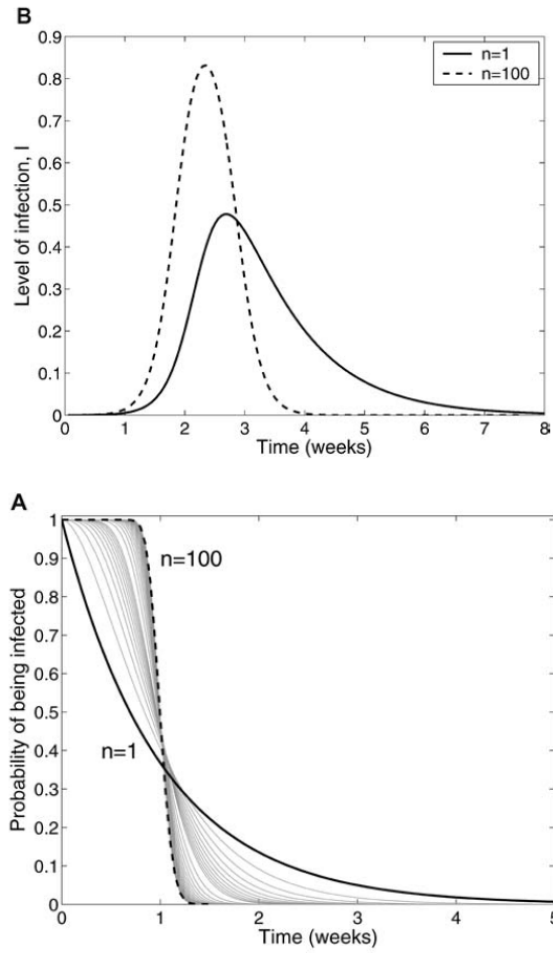 B
0.9
0.8
0.7
0.6
0.5
0.4
0.3
0.2
0.1
0
Level of infection, I
n=1
n=100
0 1 2 3 4 5 6 7 8
Time (weeks)
A
1
0.9
0.8
0.7
0.6
0.5
0.4
0.3
0.2
0.1
0
Probability of being infected
n=100
n=1
0 1 2 3 4 5
Time (weeks)